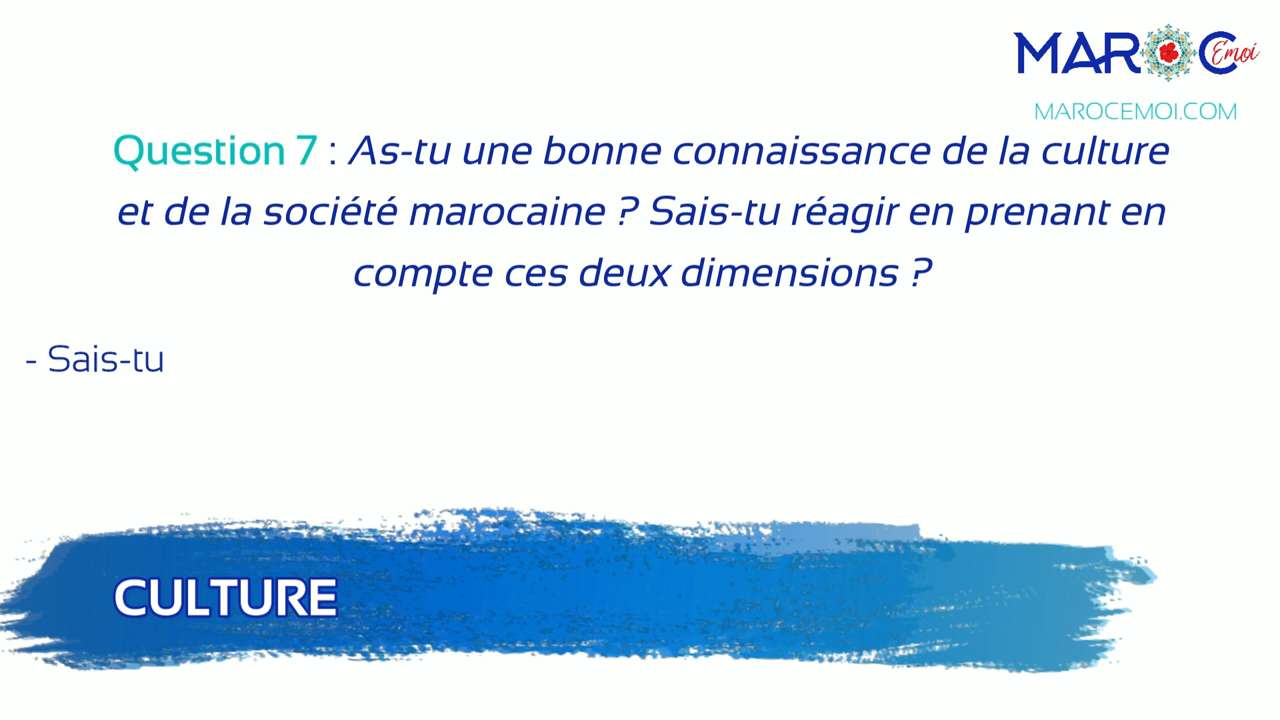 MAROC Emoi
MAROCEMOI.COM
Question 7 : As-tu une bonne connaissance de la culture
et de la société marocaine ? Sais-tu réagir en prenant en
compte ces deux dimensions ?
- Sais-tu
CULTURE